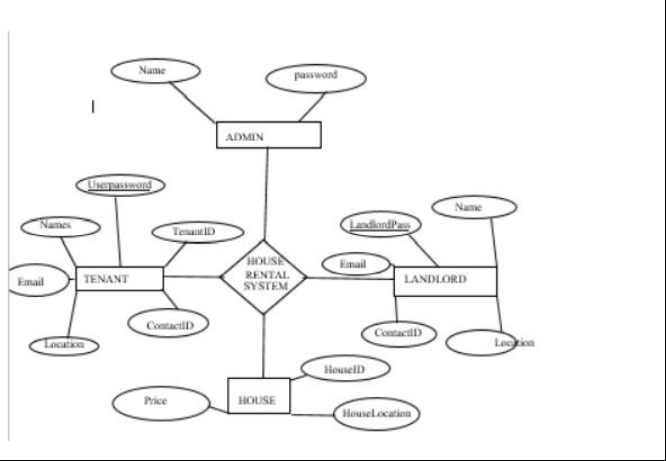 Name
password
ADMIN
Userpassword
Names
TenantID
Name
LandlordPass
Email
TENANT
HOUSE
RENTAL
SYSTEM
Email
LANDLORD
ContactID
Location
ContactID
Location
HouseID
Price
HOUSE
HouseLocation